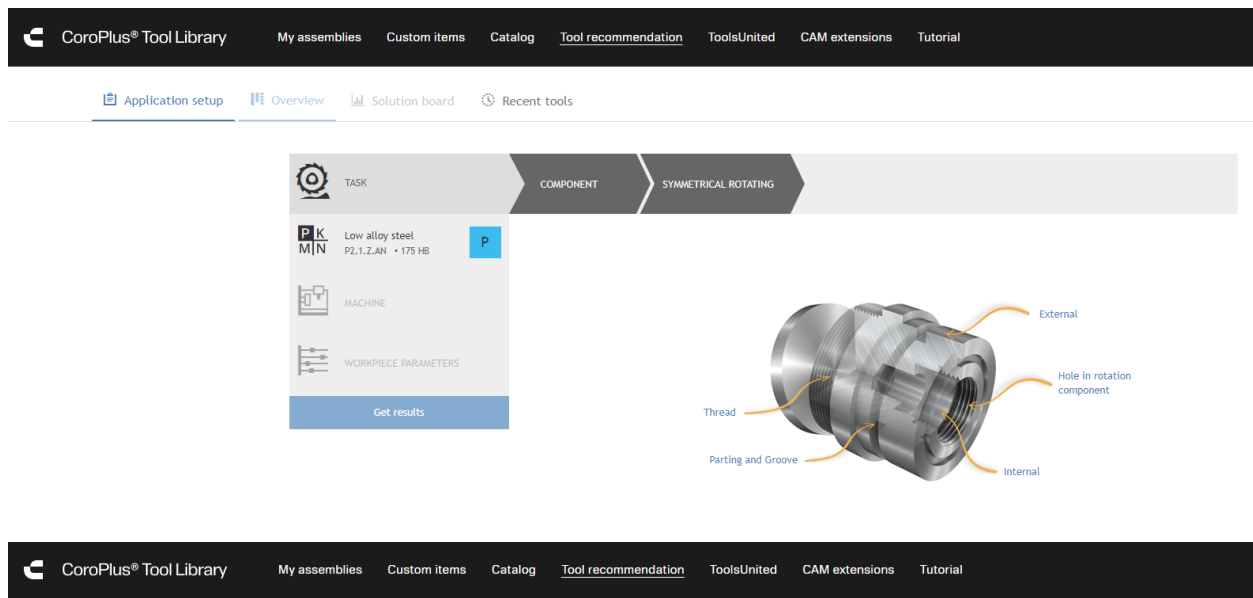 CoroPlus® Tool Library My assemblies Custom items Catalog Tool recommendation ToolsUnited CAM extensions Tutorial
Application setup Overview Solution board Recent tools
TASK COMPONENT SYMMETRICAL ROTATING
P K
M N
Low alloy steel
P2.1.Z.AN • 175 HB
P
MACHINE
WORKPIECE PARAMETERS
Get results
External
Hole in rotation
component
Thread
Parting and Groove
Internal
CoroPlus® Tool Library My assemblies Custom items Catalog Tool recommendation ToolsUnited CAM extensions Tutorial